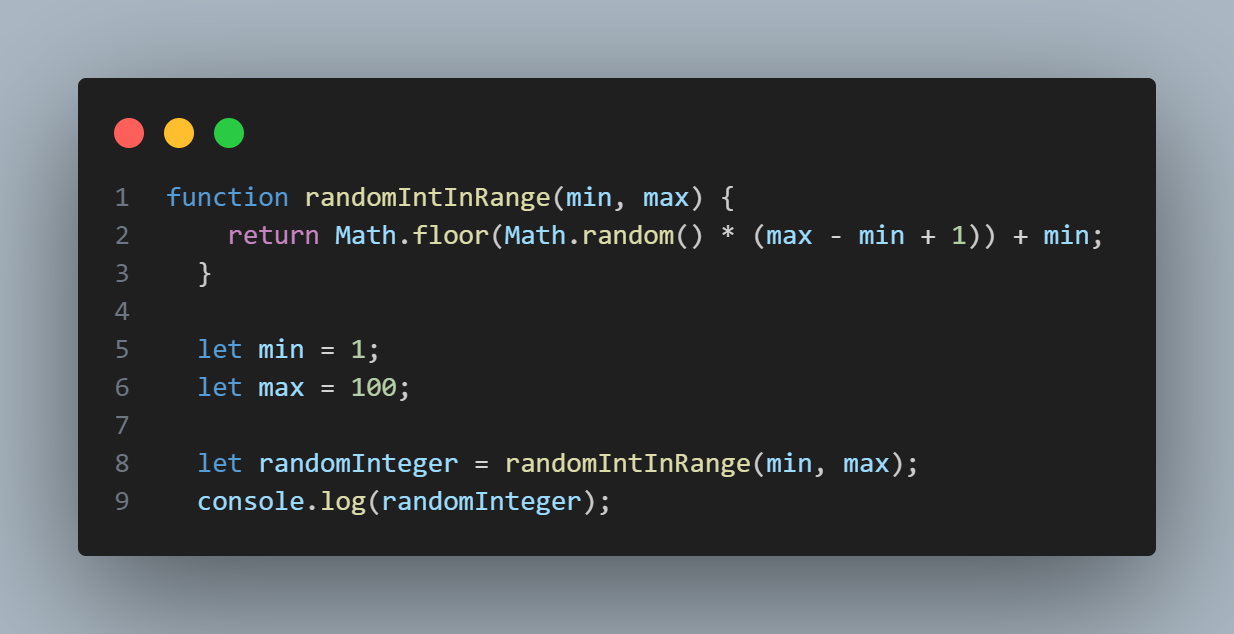 1 function randomIntInRange(min, max) {
2     return Math.floor(Math.random() * (max - min + 1)) + min;
3   }
4
5   let min = 1;
6   let max = 100;
7
8   let randomInteger = randomIntInRange(min, max);
9   console.log(randomInteger);